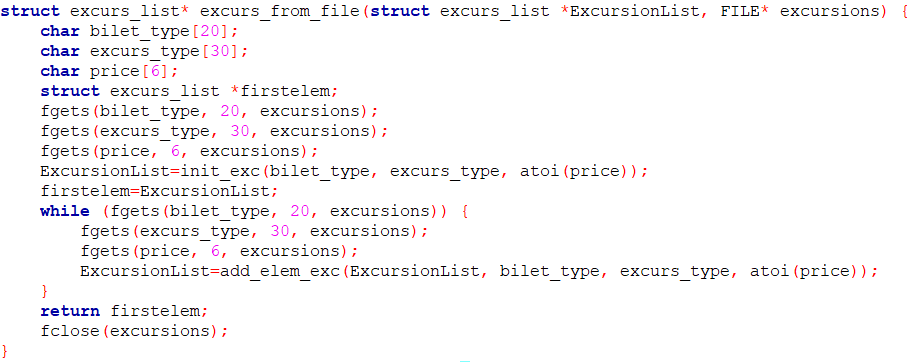 struct excurs_list* excurs_from_file(struct excurs_list *ExcursionList, FILE* excursions) {
    char bilet_type[20];
    char excurs_type[30];
    char price[6];
    struct excurs_list *firstelem;
    fgets(bilet_type, 20, excursions);
    fgets(excurs_type, 30, excursions);
    fgets(price, 6, excursions);
    ExcursionList=init_exc(bilet_type, excurs_type, atoi(price));
    firstelem=ExcursionList;
    while (fgets(bilet_type, 20, excursions)) {
        fgets(excurs_type, 30, excursions);
        fgets(price, 6, excursions);
        ExcursionList=add_elem_exc(ExcursionList, bilet_type, excurs_type, atoi(price));
    }
    return firstelem;
    fclose(excursions);
}